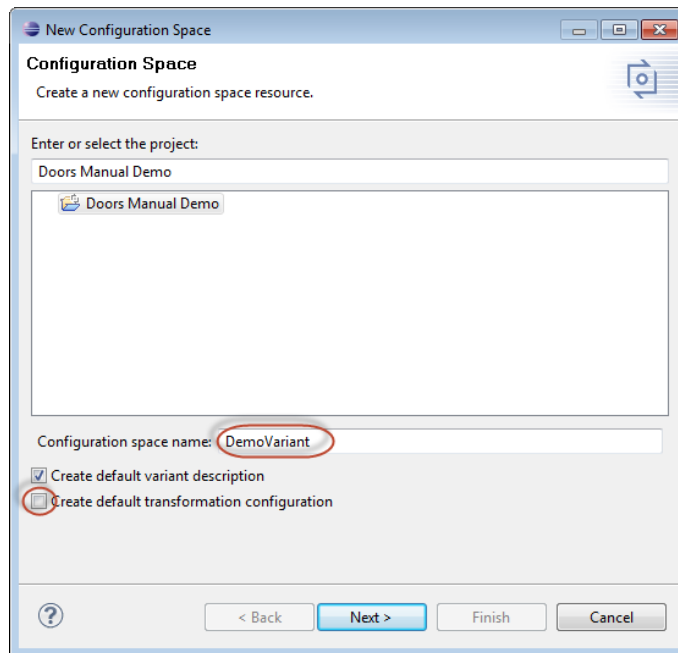 New Configuration Space
Configuration Space
Create a new configuration space resource.
Enter or select the project:
Doors Manual Demo
Doors Manual Demo
Configuration space name: DemoVariant
Create default variant description
Create default transformation configuration
? < Back Next > Finish Cancel